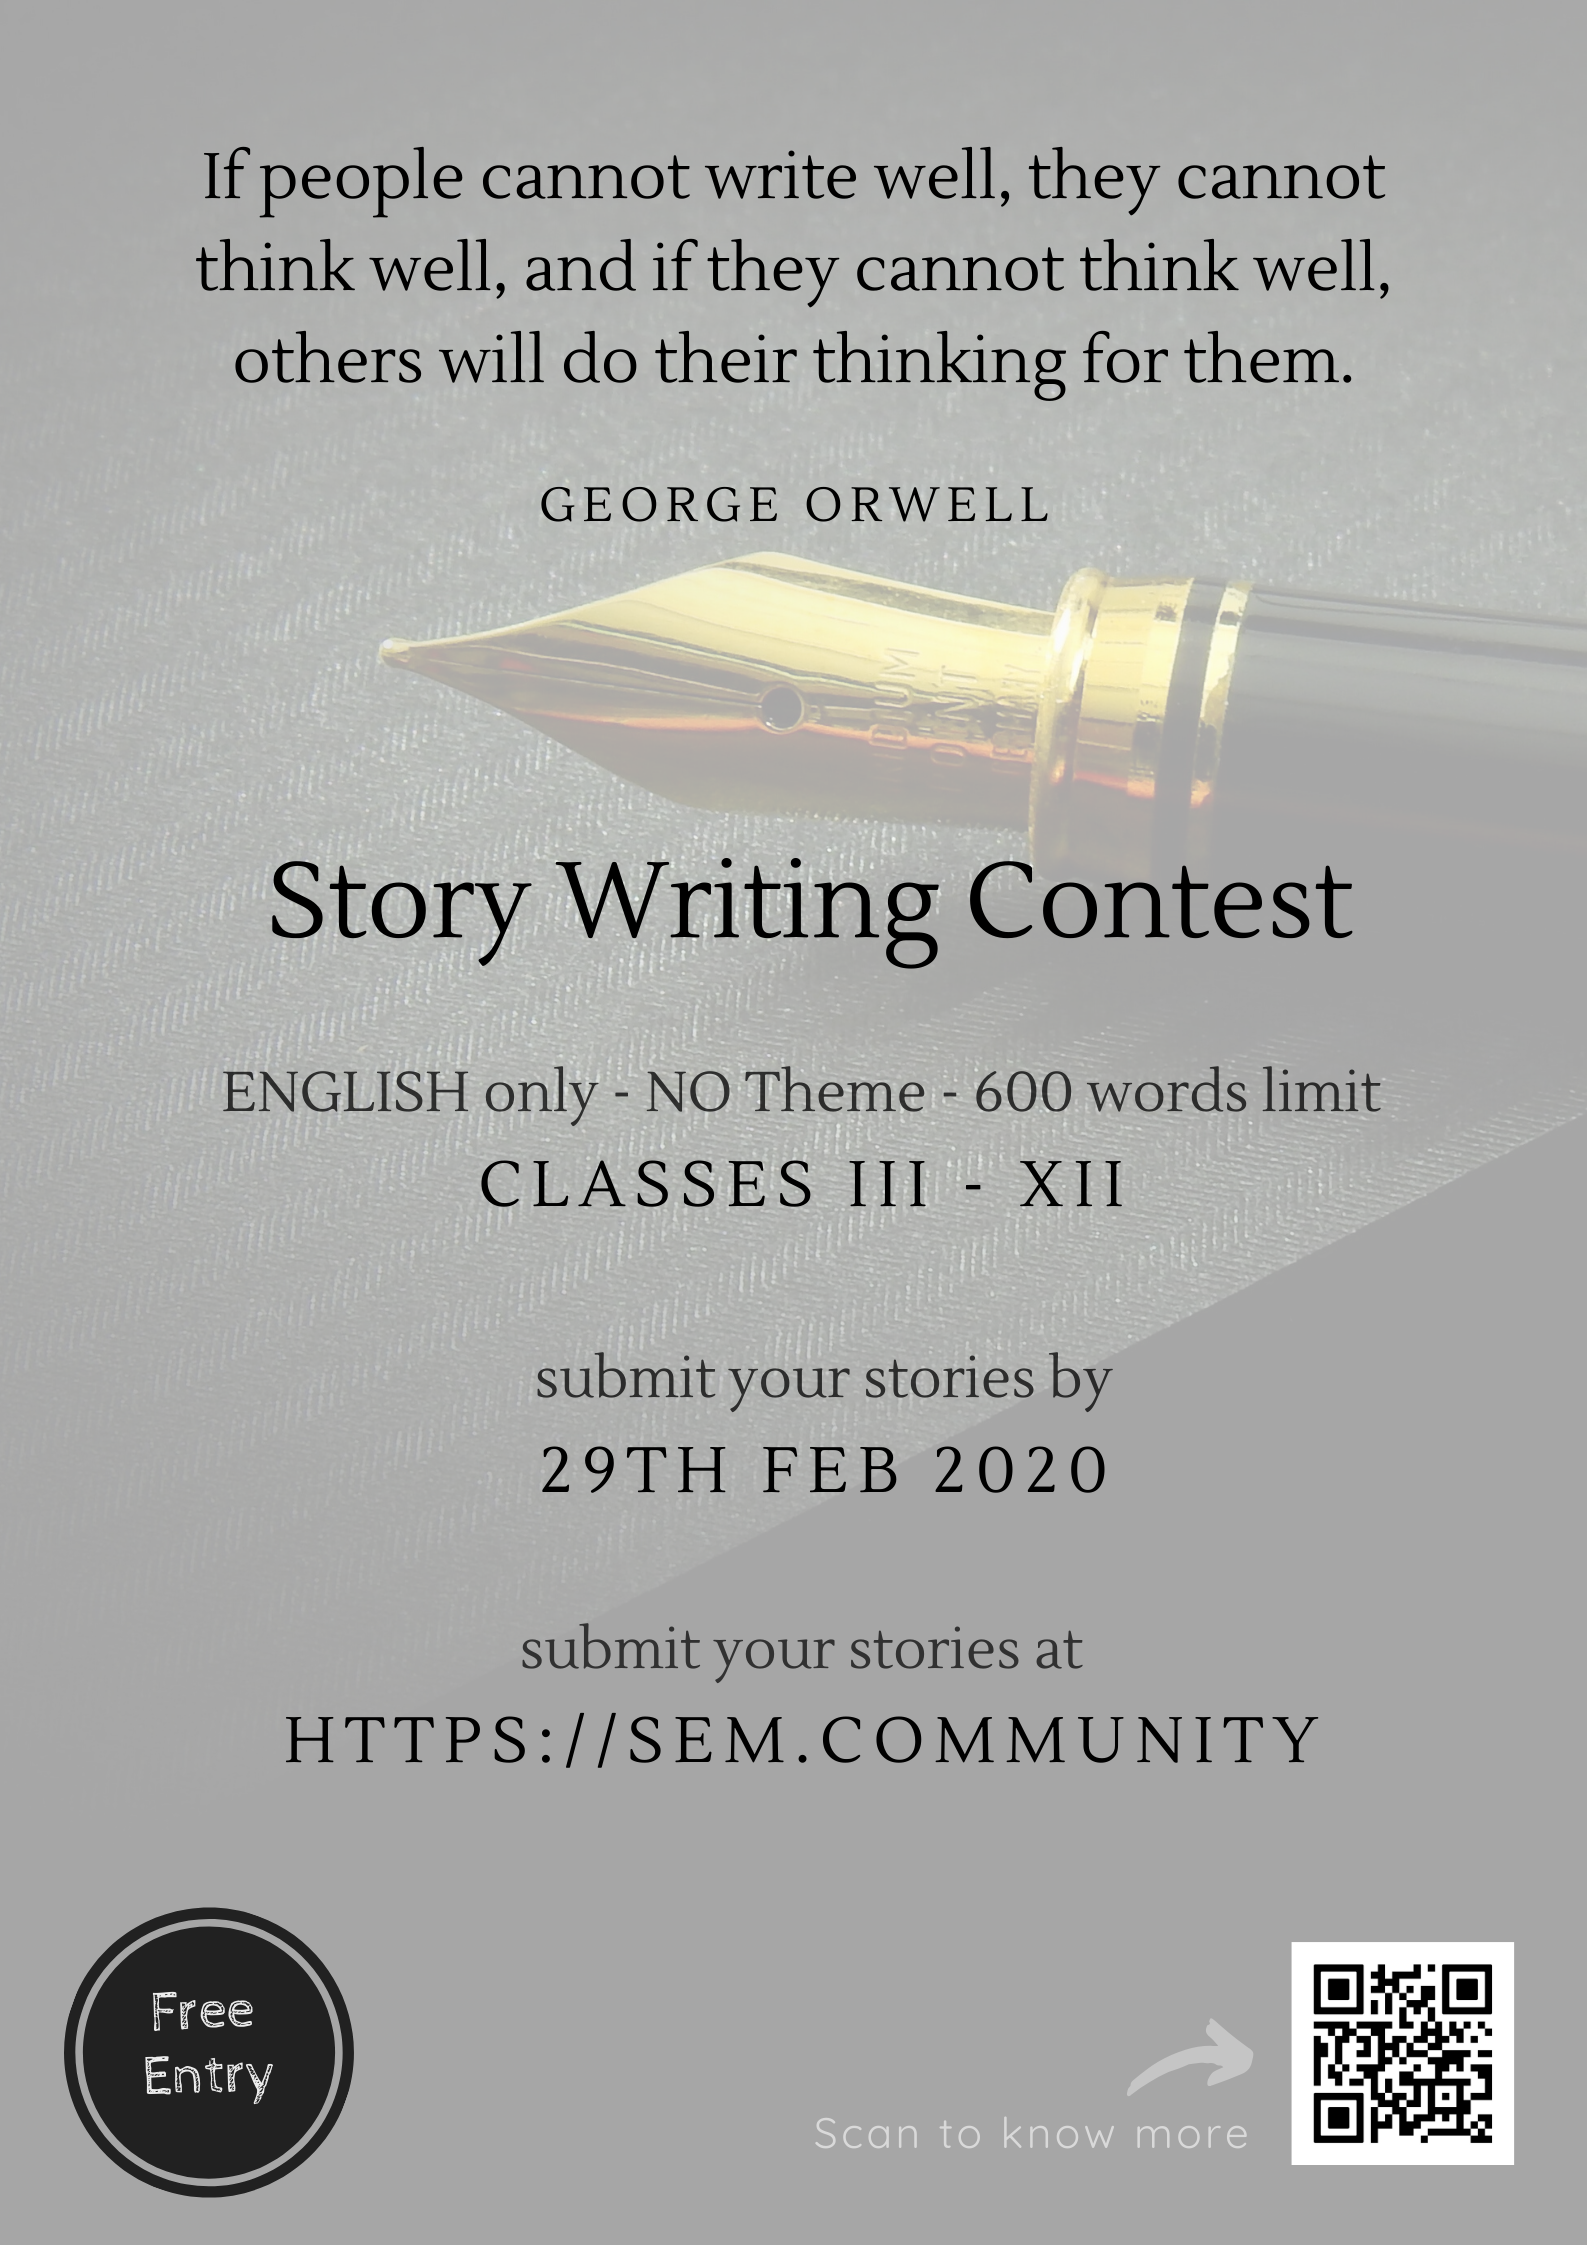 If people cannot write well, they cannot
think well, and if they cannot think well,
others will do their thinking for them.
GEORGE ORWELL
Story Writing Contest
ENGLISH only - NO Theme - 600 words limit
CLASSES III - XII
submit your stories by
29TH FEB 2020
submit your stories at
HTTPS://SEM.COMMUNITY
Free
Entry
Scan to know more